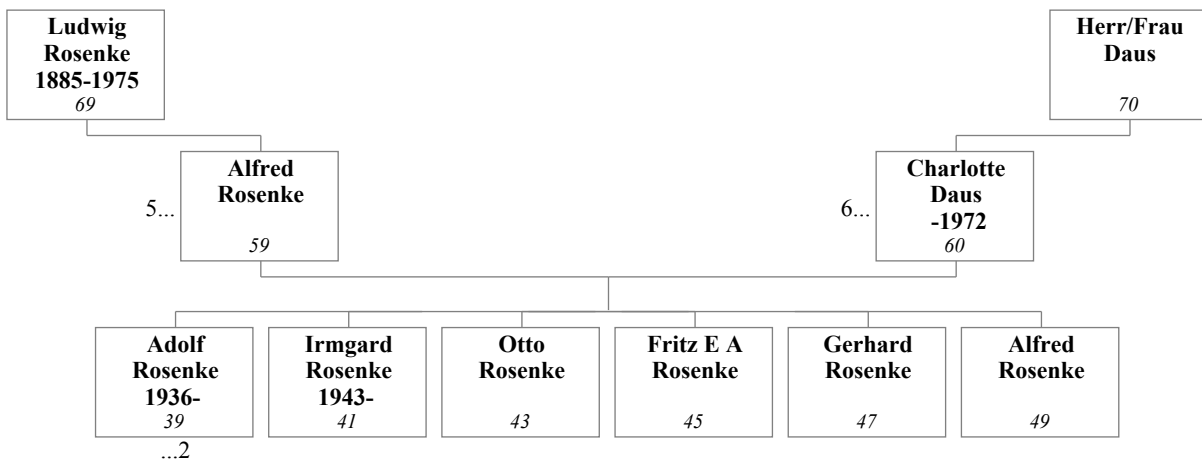 Ludwig
Rosenke
1885-1975
69
Herr/Frau
Daus
70
5...
Alfred
Rosenke
59
6...
Charlotte
Daus
-1972
60
Adolf
Rosenke
1936-
39
...2
Irmgard
Rosenke
1943-
41
Otto
Rosenke
43
Fritz E A
Rosenke
45
Gerhard
Rosenke
47
Alfred
Rosenke
49